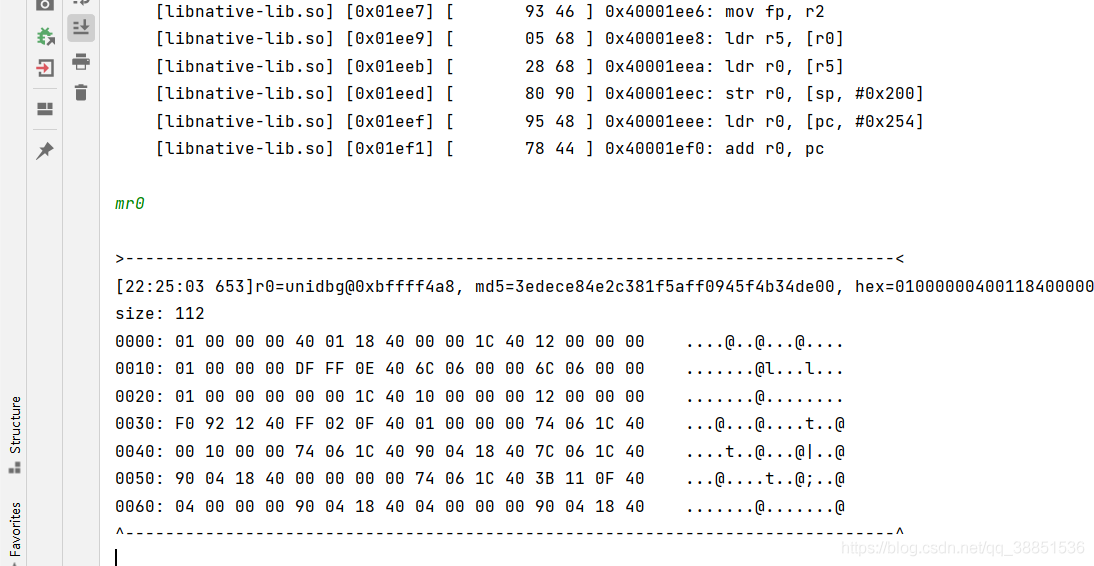 [libnative-lib.so] [0x01ee7] [        93 46 ] 0x40001ee6: mov fp, r2
[libnative-lib.so] [0x01ee9] [        05 68 ] 0x40001ee8: ldr r5, [r0]
[libnative-lib.so] [0x01eeb] [        28 68 ] 0x40001eea: ldr r0, [r5]
[libnative-lib.so] [0x01eed] [        80 90 ] 0x40001eec: str r0, [sp, #0x200]
[libnative-lib.so] [0x01eef] [        95 48 ] 0x40001eee: ldr r0, [pc, #0x254]
[libnative-lib.so] [0x01ef1] [        78 44 ] 0x40001ef0: add r0, pc
mr0
>-----------------------------------------------------------------------------<
[22:25:03 653]r0=unidbg@0xbffff4a8, md5=3edece84e2c381f5aff0945f4b34de00, hex=01000000400118400000
size: 112
0000: 01 00 00 00 40 01 18 40 00 00 1C 40 12 00 00 00    ....@..@...@....
0010: 01 00 00 00 DF FF 0E 40 6C 06 00 00 6C 06 00 00    .......@l...l...
0020: 01 00 00 00 00 00 1C 40 10 00 00 00 12 00 00 00    .......@........
0030: F0 92 12 40 FF 02 0F 40 01 00 00 00 74 06 1C 40    ...@...@....t..@
0040: 00 10 00 00 74 06 1C 40 90 04 18 40 7C 06 1C 40    ....t..@...@|..@
0050: 90 04 18 40 00 00 00 00 74 06 1C 40 3B 11 0F 40    ...@....t..@;..@
0060: 04 00 00 00 90 04 18 40 04 00 00 00 90 04 18 40    .......@.......@
^-----------------------------------------------------------------------------^
Structure
Favorites
https://blog.csdn.net/qq_38851536